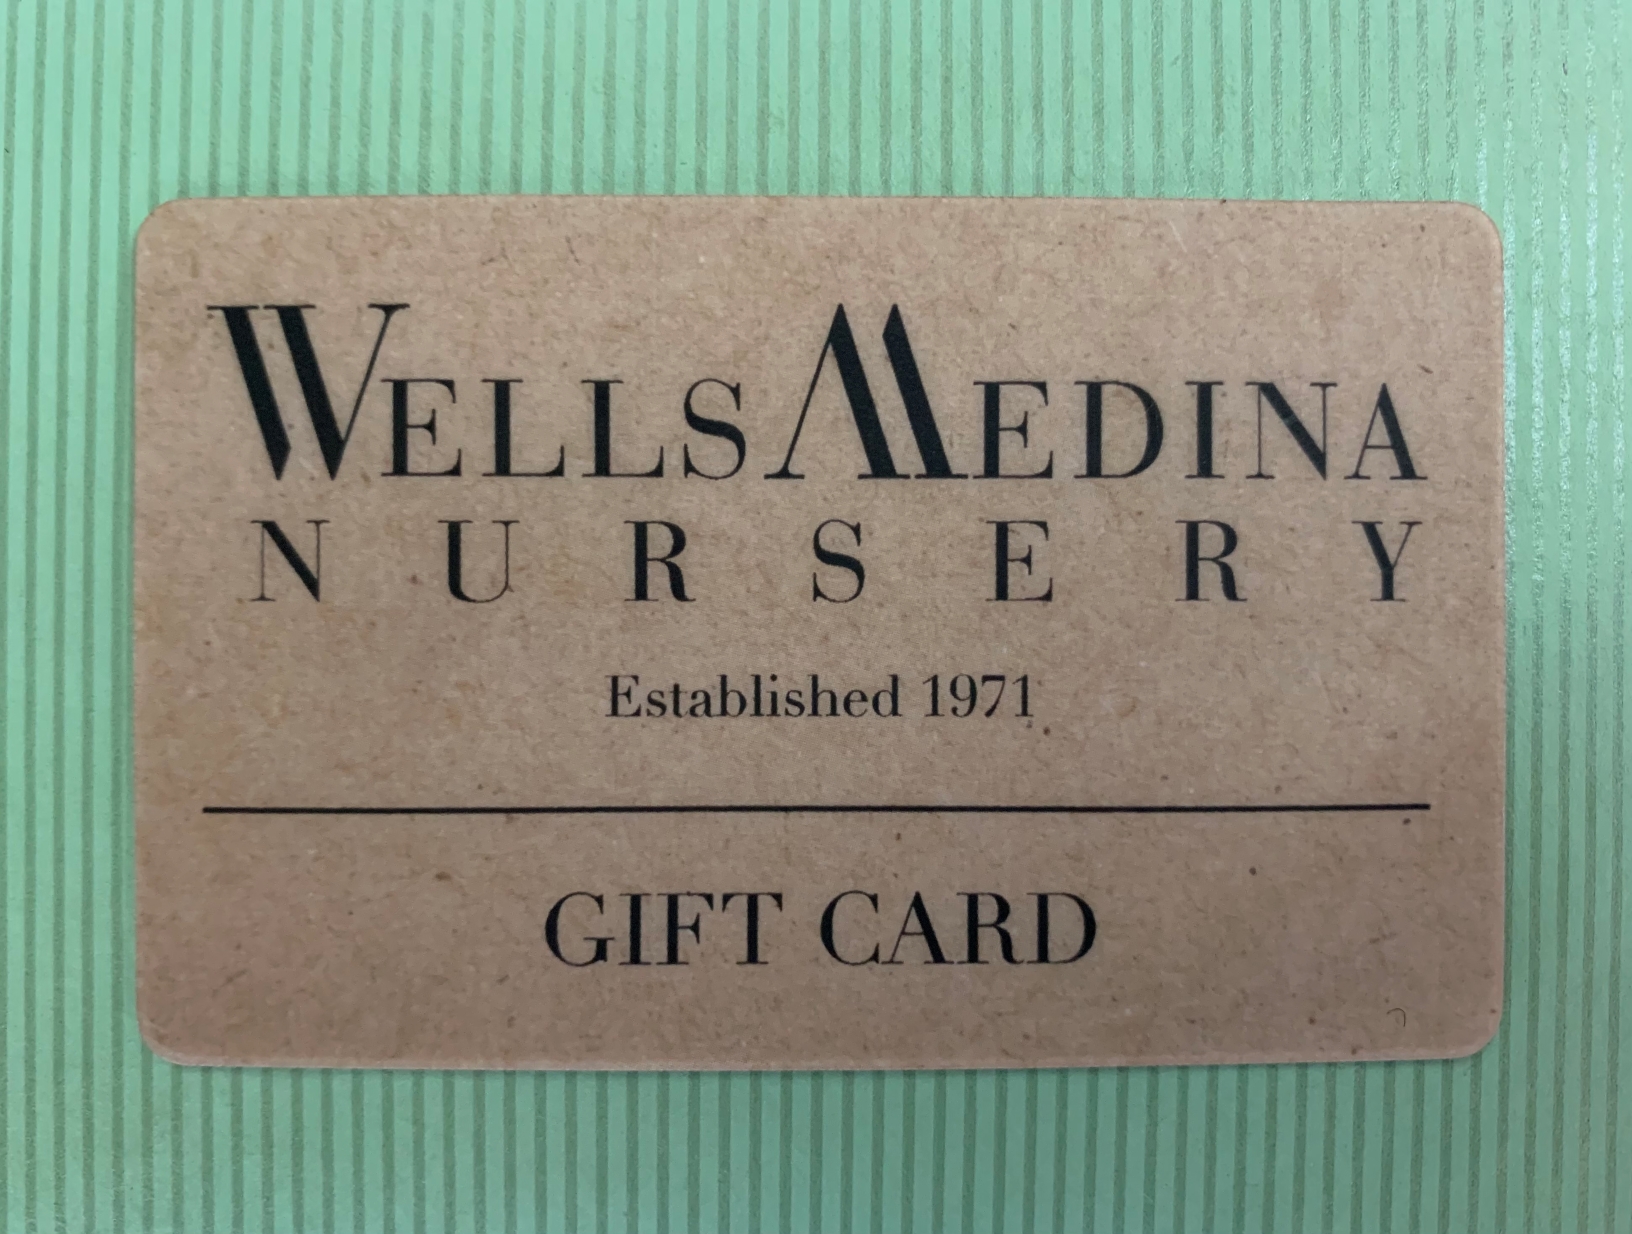 WELLS MEDINA
NURSERY
Established 1971
GIFT CARD